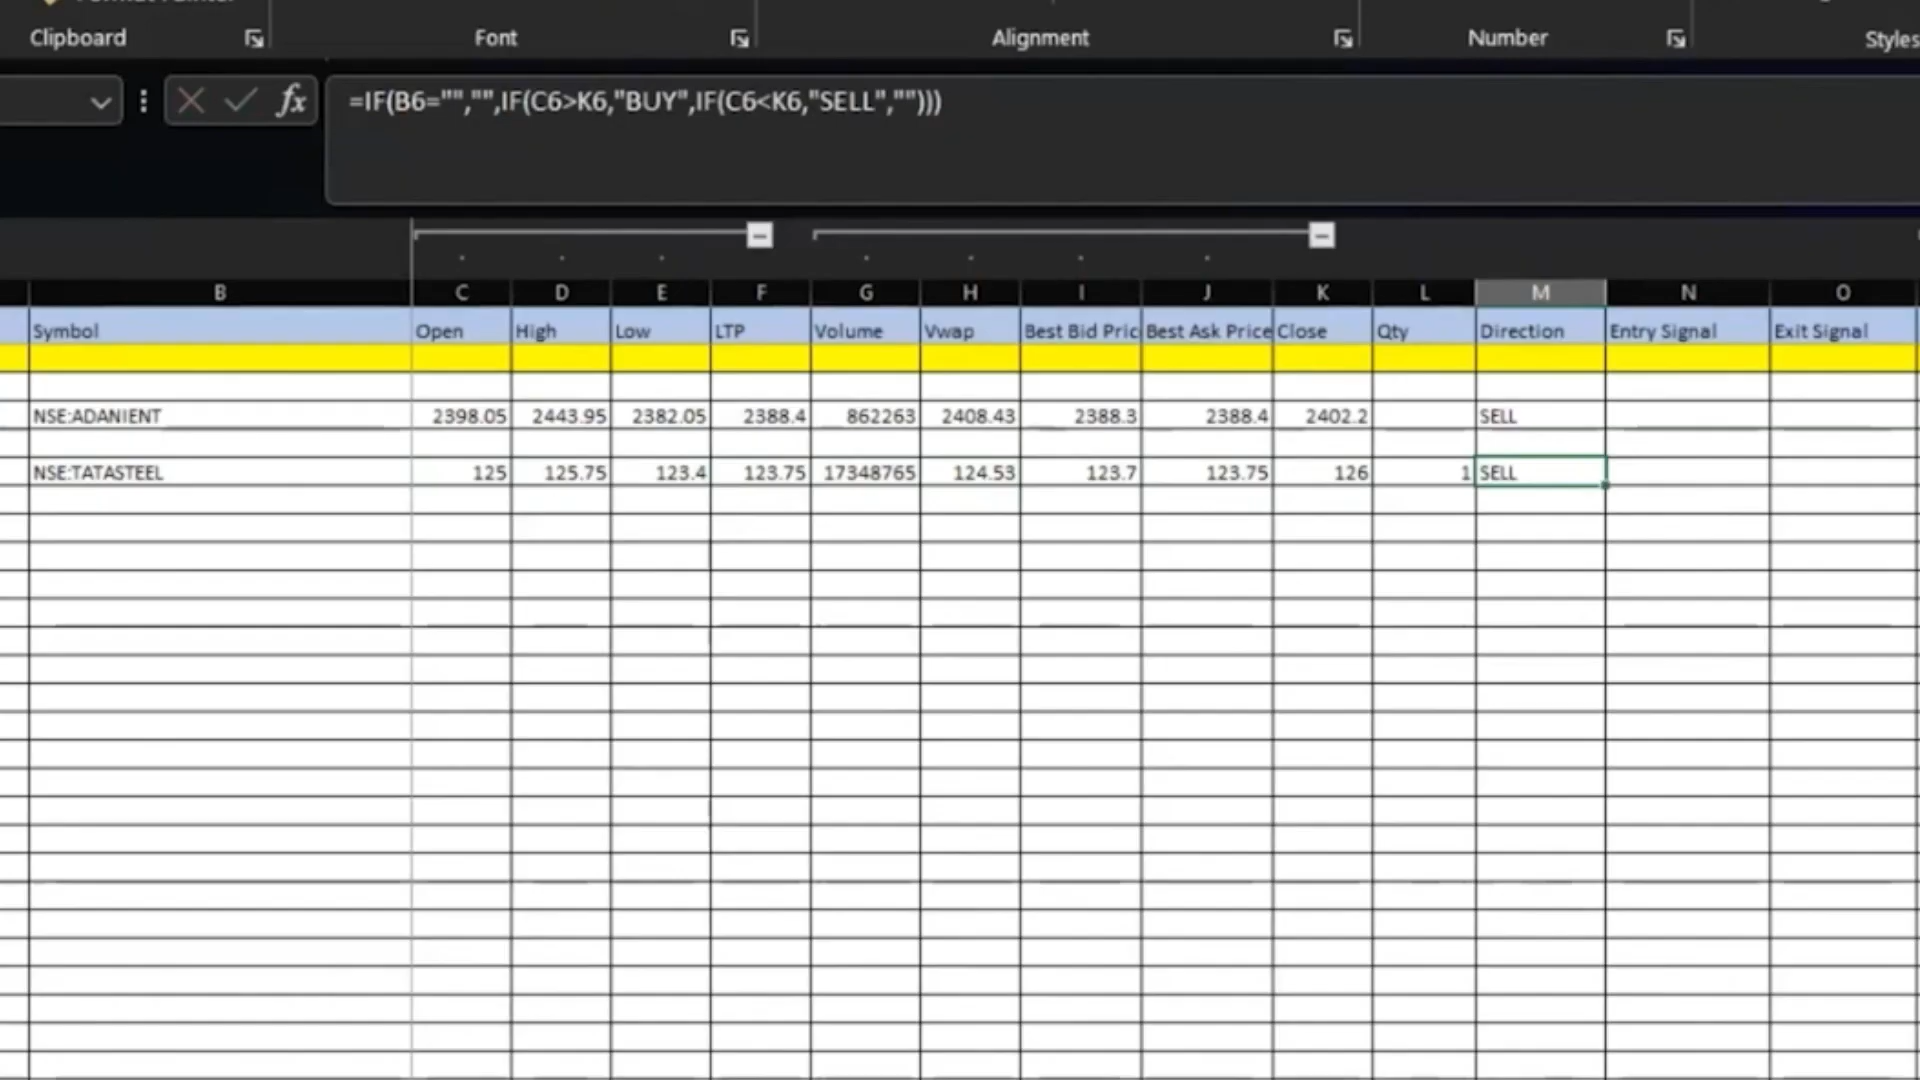 Clipboard Font Alignment Number Styles
fx =IF(B6="","",IF(C6>K6,"BUY",IF(C6<K6,"SELL","")))
B C D E F G H I J K L M N O
Symbol Open High Low LTP Volume Vwap Best Bid Pric Best Ask Price Close Qty Direction Entry Signal Exit Signal
NSE:ADANIENT 2398.05 2443.95 2382.05 2388.4 862263 2408.43 2388.3 2388.4 2402.2 SELL
NSE:TATASTEEL 125 125.75 123.4 123.75 17348765 124.53 123.7 123.75 126 1 SELL